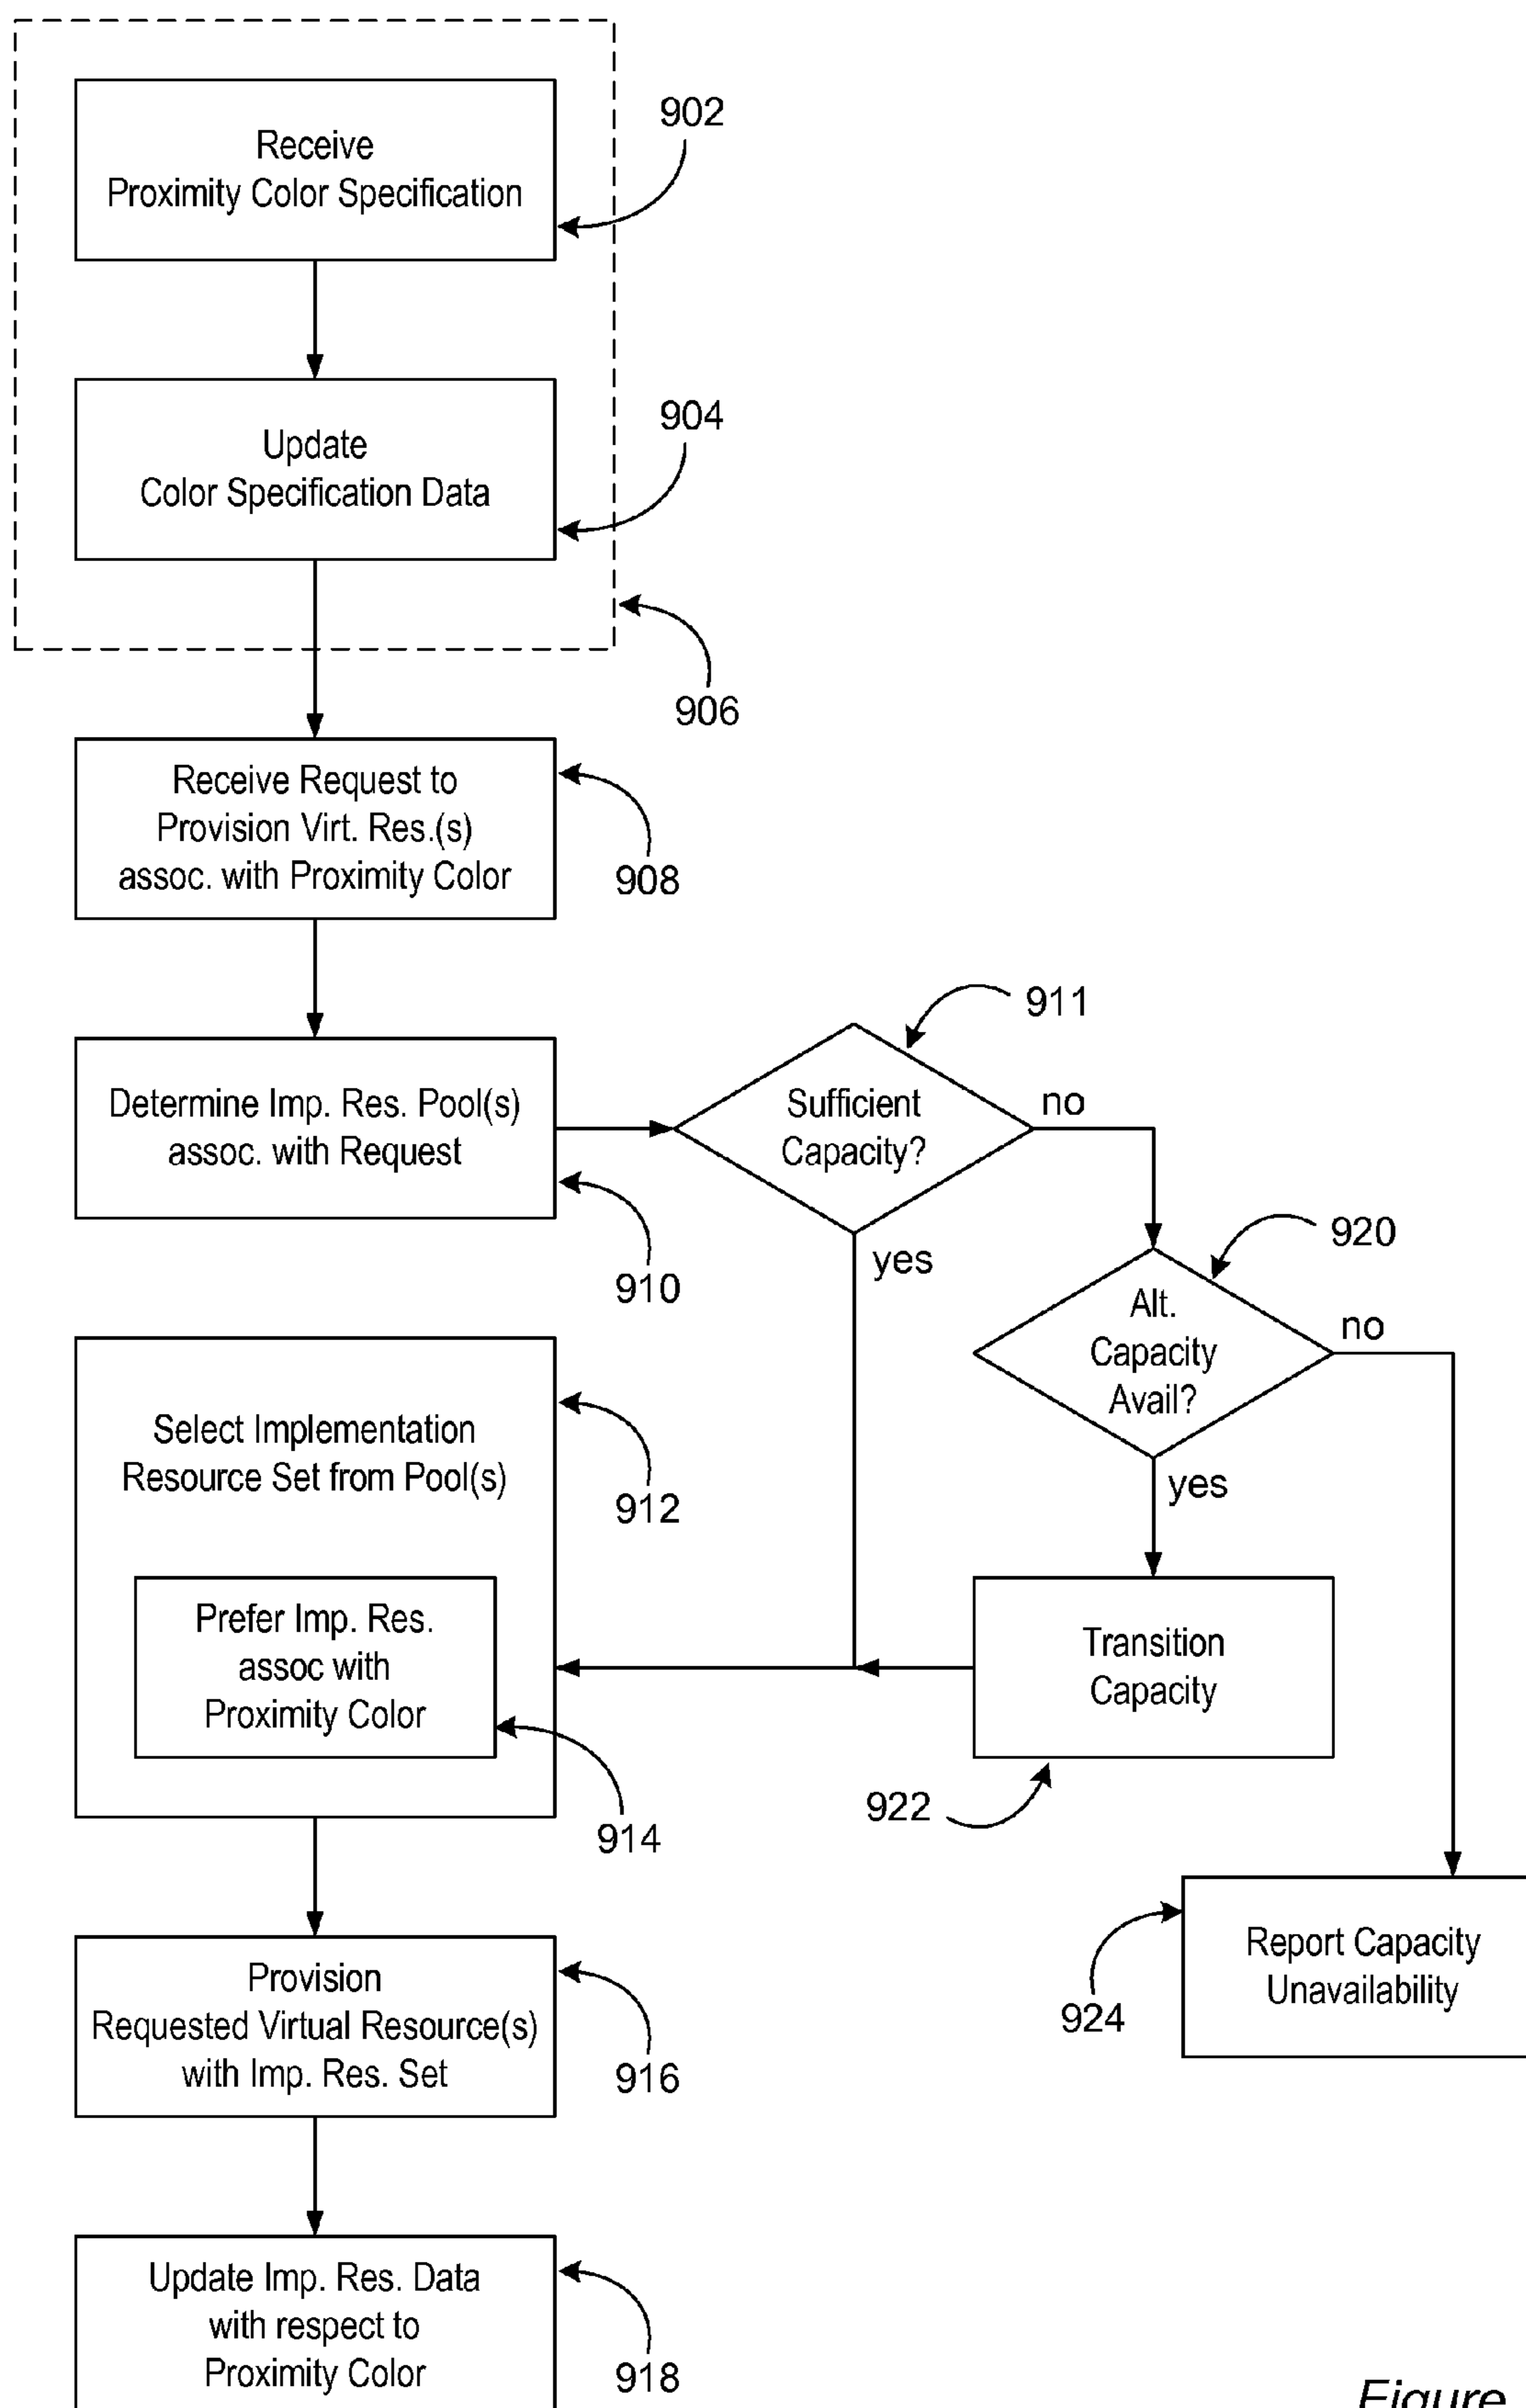 Receive
Proximity Color Specification
902
Update
Color Specification Data
904
906
Receive Request to
Provision Virt. Res.(s)
assoc. with Proximity Color
908
Determine Imp. Res. Pool(s)
assoc. with Request
910
911
Sufficient
Capacity?
no
yes
920
Alt.
Capacity
Avail?
no
yes
Select Implementation
Resource Set from Pool(s)
912
Prefer Imp. Res.
assoc with
Proximity Color
914
Transition
Capacity
922
Report Capacity
Unavailability
924
Provision
Requested Virtual Resource(s)
with Imp. Res. Set
916
Update Imp. Res. Data
with respect to
Proximity Color
918
Figure